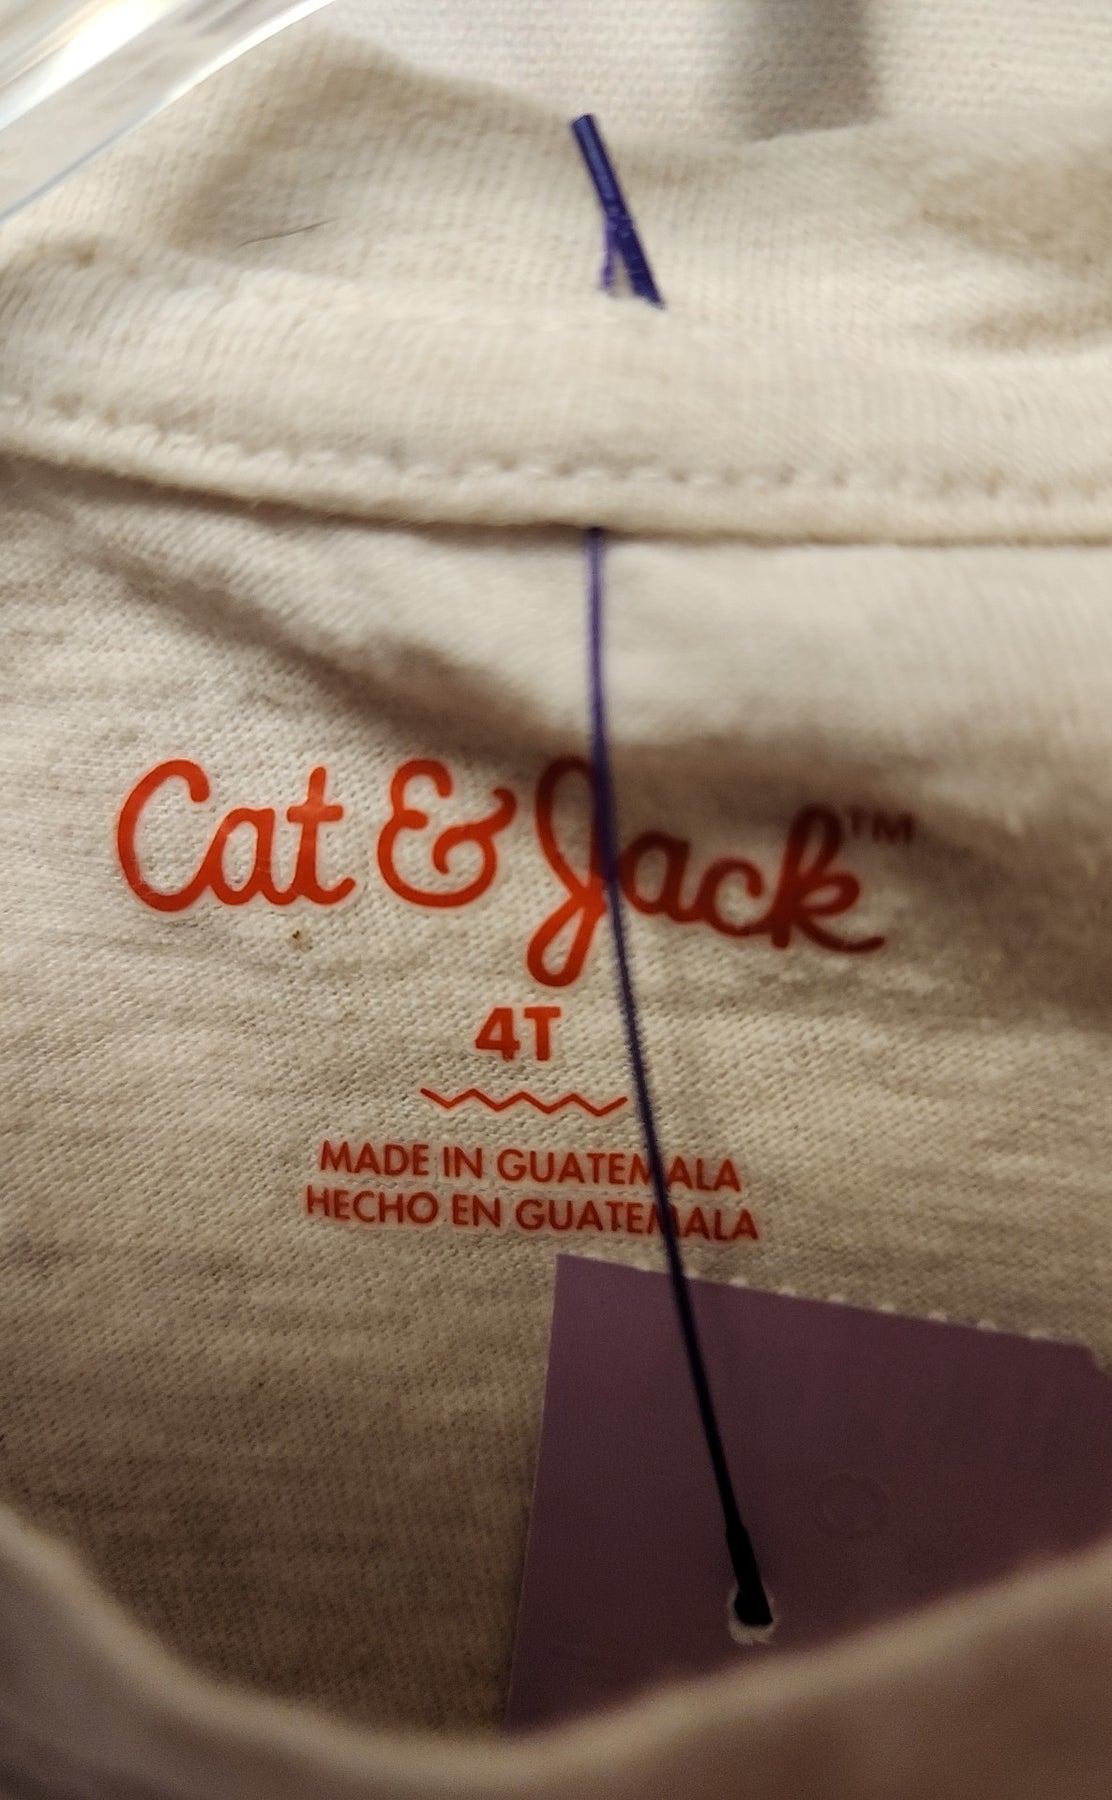 Cat & Jack™
4T
MADE IN GUATEMALA
HECHO EN GUATEMALA